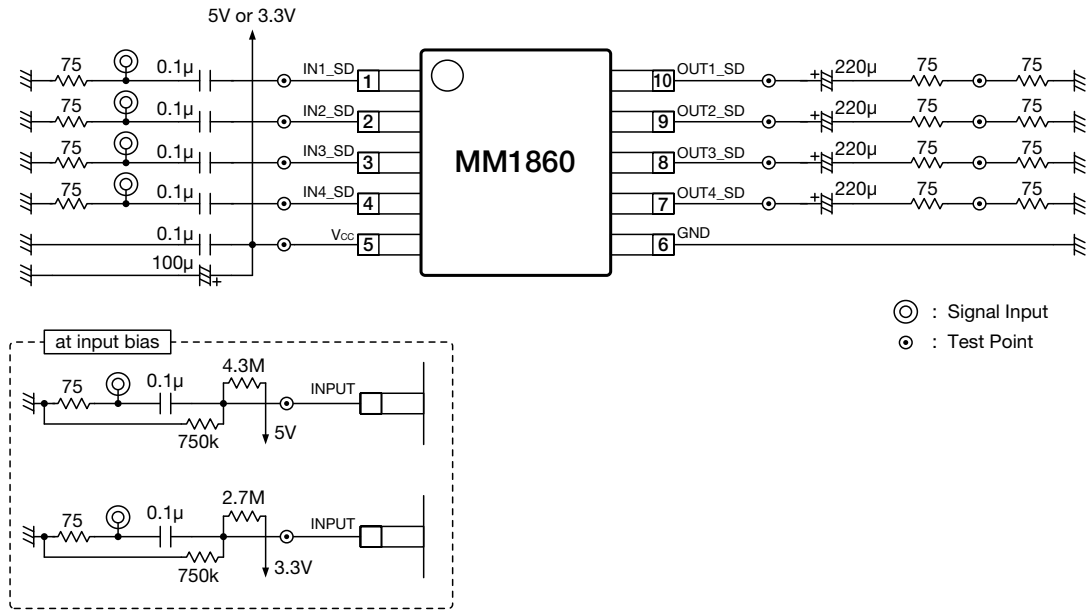 5V or 3.3V
75 0.1μ IN1_SD 1 10 OUT1_SD + 220μ 75 75
75 0.1μ IN2_SD 2 9 OUT2_SD + 220μ 75 75
75 0.1μ IN3_SD 3 MM1860 8 OUT3_SD + 220μ 75 75
75 0.1μ IN4_SD 4 7 OUT4_SD + 220μ 75 75
0.1μ Vcc 5 6 GND
100μ +
: Signal Input
: Test Point
at input bias
75 0.1μ 4.3M INPUT
750k 5V
75 0.1μ 2.7M INPUT
750k 3.3V